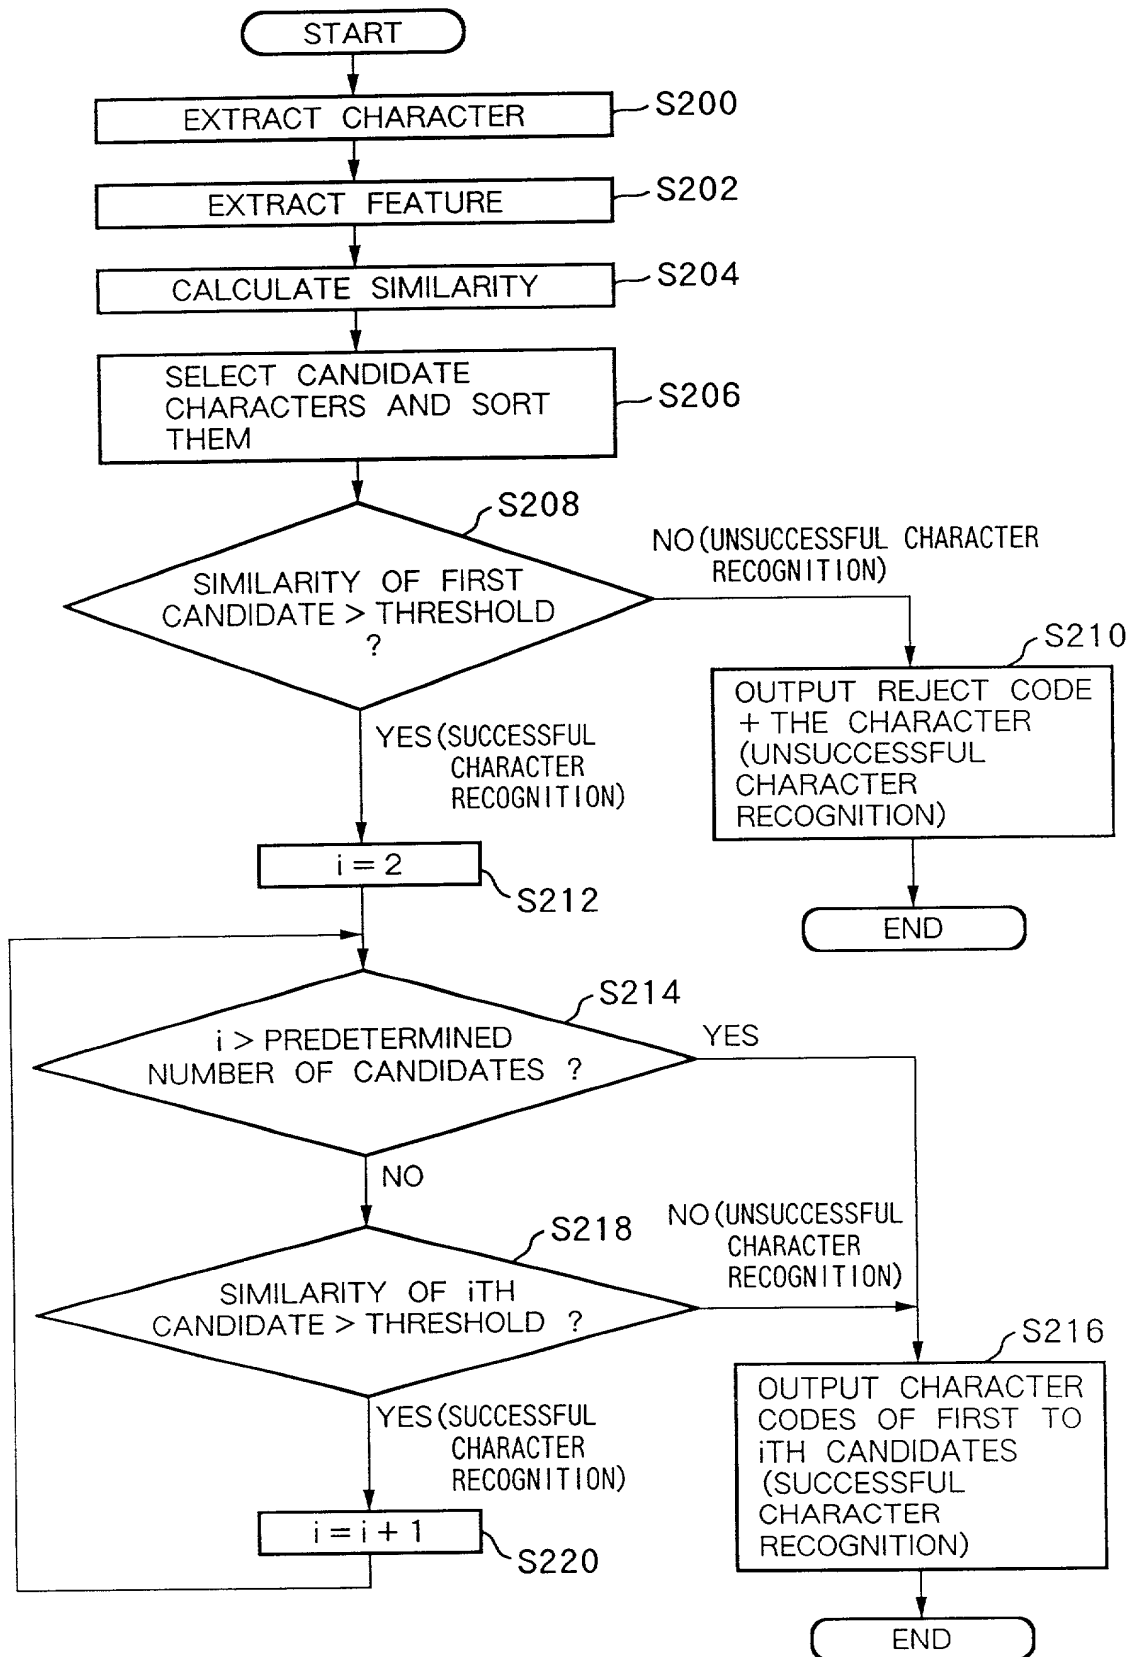 START
EXTRACT CHARACTER
S200
EXTRACT FEATURE
S202
CALCULATE SIMILARITY
S204
SELECT CANDIDATE
CHARACTERS AND SORT
THEM
S206
S208
SIMILARITY OF FIRST
CANDIDATE > THRESHOLD
?
NO (UNSUCCESSFUL CHARACTER
RECOGNITION)
S210
OUTPUT REJECT CODE
+ THE CHARACTER
(UNSUCCESSFUL
CHARACTER
RECOGNITION)
END
YES (SUCCESSFUL
CHARACTER
RECOGNITION)
i = 2
S212
S214
i > PREDETERMINED
NUMBER OF CANDIDATES ?
YES
NO
S218
SIMILARITY OF iTH
CANDIDATE > THRESHOLD ?
NO (UNSUCCESSFUL
CHARACTER
RECOGNITION)
S216
OUTPUT CHARACTER
CODES OF FIRST TO
iTH CANDIDATES
(SUCCESSFUL
CHARACTER
RECOGNITION)
YES (SUCCESSFUL
CHARACTER
RECOGNITION)
i = i + 1
S220
END